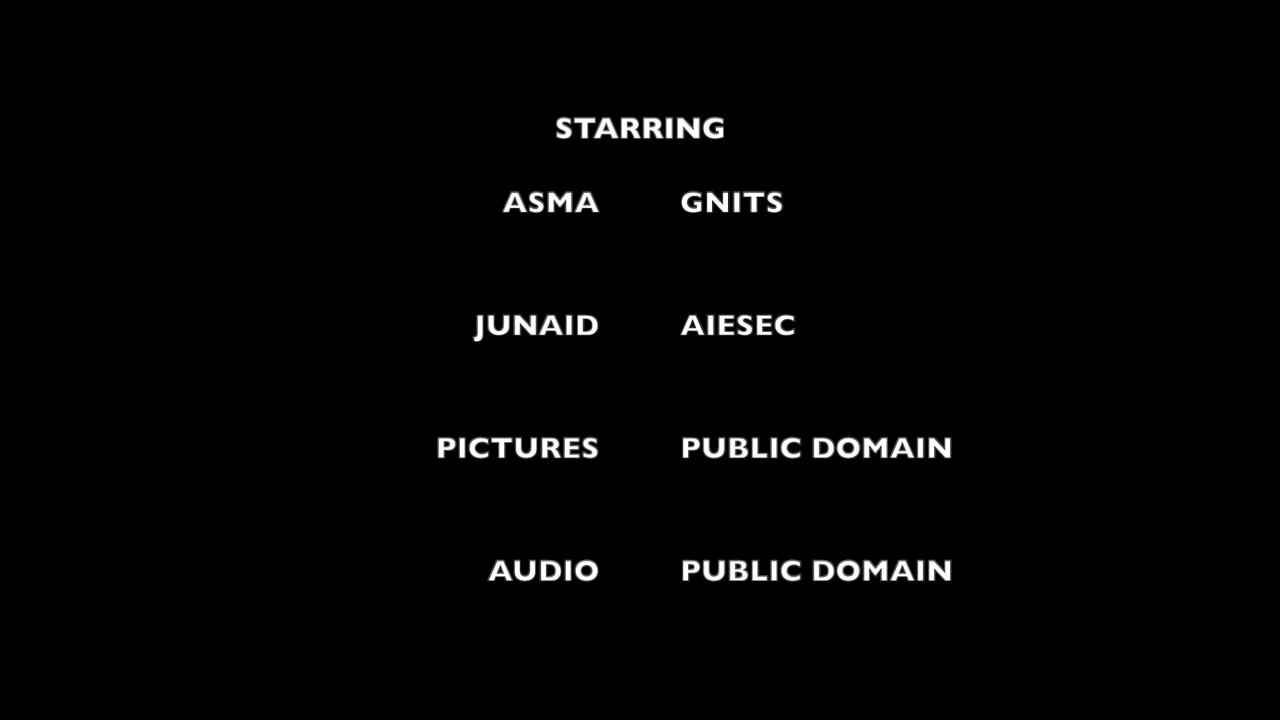 STARRING
ASMA GNITS
JUNAID AIESEC
PICTURES PUBLIC DOMAIN
AUDIO PUBLIC DOMAIN